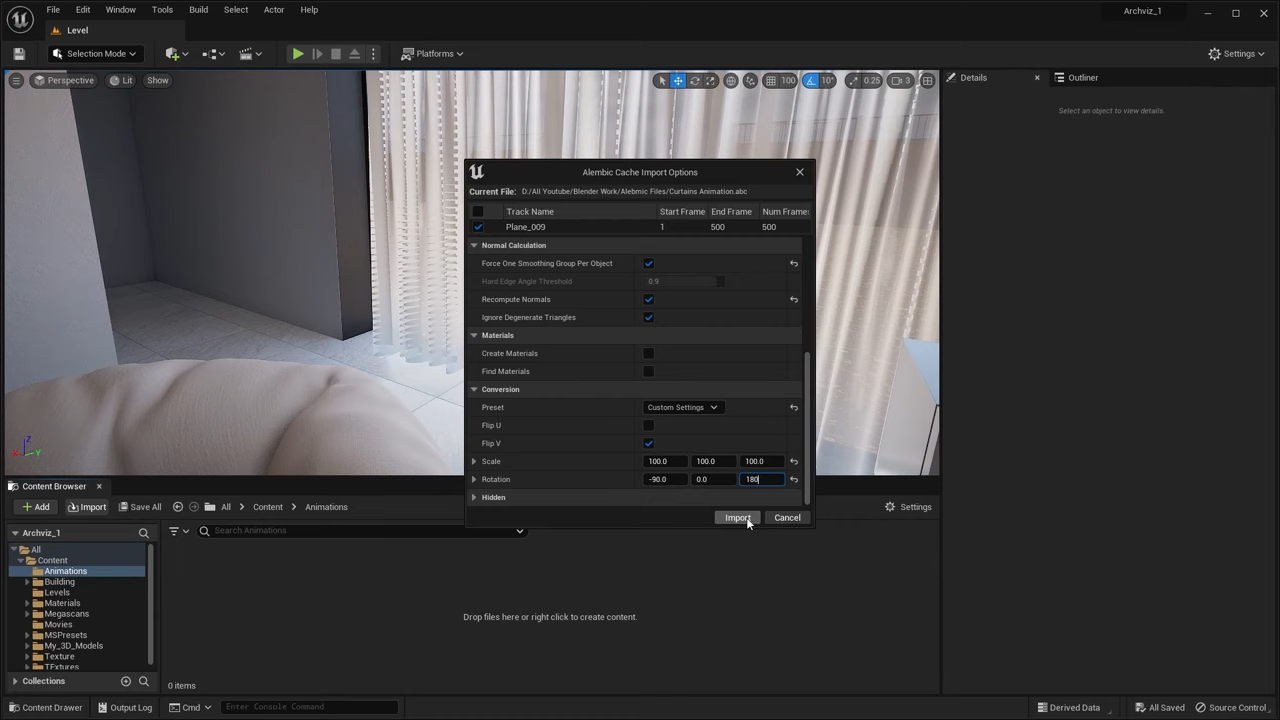 File Edit Window Tools Build Select Actor Help
Archviz_1
Level
Selection Mode
Platforms
Settings
Perspective Lit Show
100 10° 0.25 3
Details
Outliner
Select an object to view details.
Alembic Cache Import Options
Current File: D:/All Youtube/Blender Work/Alebmic Files/Curtains Animation.abc
Track Name Start Frame End Frame Num Frames
Plane_009 1 500 500
Normal Calculation
Force One Smoothing Group Per Object
Hard Edge Angle Threshold 0.9
Recompute Normals
Ignore Degenerate Triangles
Materials
Create Materials
Find Materials
Conversion
Preset Custom Settings
Flip U
Flip V
Scale 100.0 100.0 100.0
Rotation -90.0 0.0 180
Hidden
Import Cancel
Z
X Y
Content Browser
Add Import Save All All Content Animations Settings
Archviz_1
Search Animations
All
Content
Animations
Building
Levels
Materials
Megascans
Movies
MSPresets
My_3D_Models
Texture
TExtures
Drop files here or right click to create content.
Collections
0 items
Content Drawer Output Log Cmd Enter Console Command Derived Data All Saved Source Control